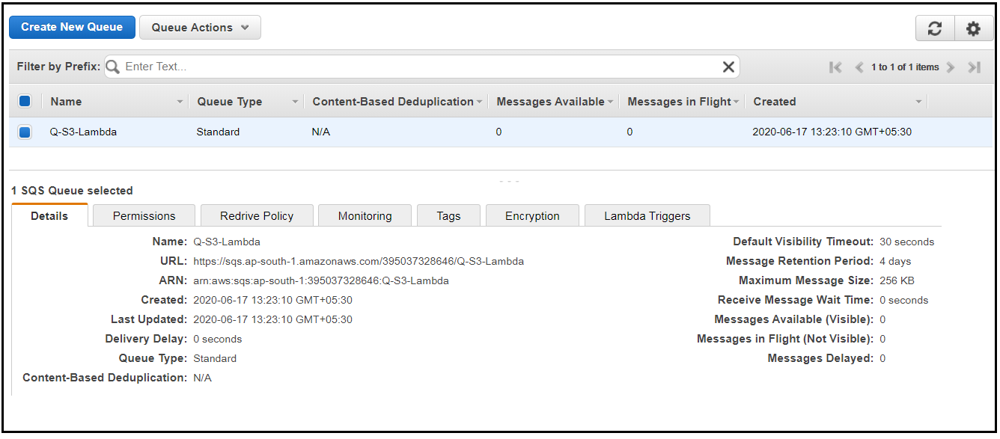 Create New Queue Queue Actions
Filter by Prefix: Enter Text... 1 to 1 of 1 items
Name Queue Type Content-Based Deduplication Messages Available Messages in Flight Created
Q-S3-Lambda Standard N/A 0 0 2020-06-17 13:23:10 GMT+05:30
1 SQS Queue selected
Details Permissions Redrive Policy Monitoring Tags Encryption Lambda Triggers
Name: Q-S3-Lambda Default Visibility Timeout: 30 seconds
URL: https://sqs.ap-south-1.amazonaws.com/395037328646/Q-S3-Lambda Message Retention Period: 4 days
ARN: arn:aws:sqs:ap-south-1:395037328646:Q-S3-Lambda Maximum Message Size: 256 KB
Created: 2020-06-17 13:23:10 GMT+05:30 Receive Message Wait Time: 0 seconds
Last Updated: 2020-06-17 13:23:10 GMT+05:30 Messages Available (Visible): 0
Delivery Delay: 0 seconds Messages in Flight (Not Visible): 0
Queue Type: Standard Messages Delayed: 0
Content-Based Deduplication: N/A